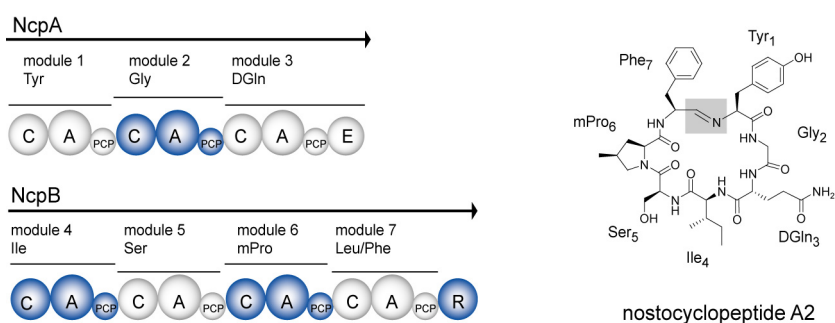 NcpA
module 1 module 2 module 3
Tyr Gly DGln
C A PCP C A PCP C A PCP E
NcpB
module 4 module 5 module 6 module 7
Ile Ser mPro Leu/Phe
C A PCP C A PCP C A PCP C A PCP R
Tyr1
Phe7
OH
mPro6
HN
N
O
O
NH
Gly2
N
O
O
O
H
N
HN
O
NH
NH2
O
O
OH
Ser5
DGln3
Ile4
nostocyclopeptide A2